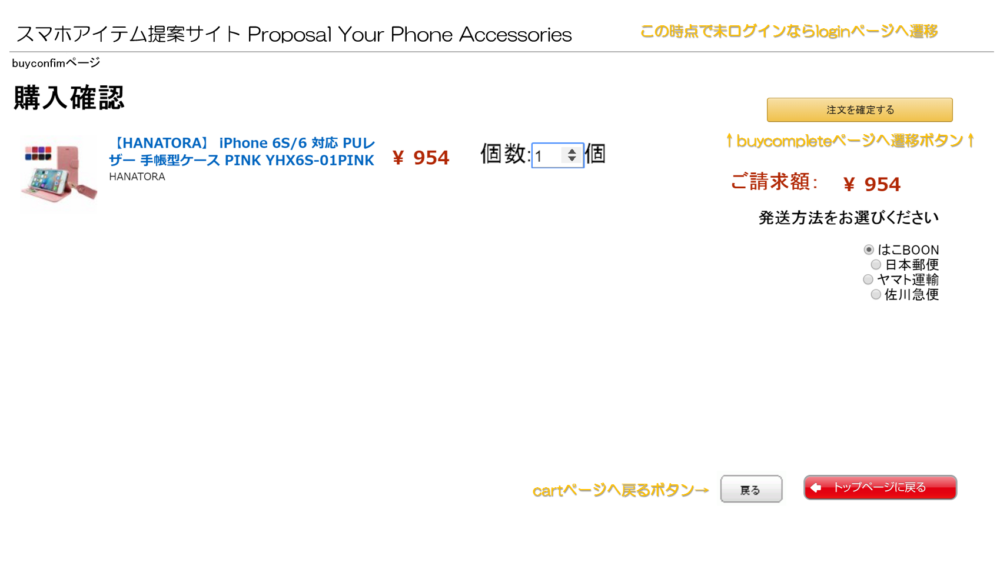 スマホアイテム提案サイト Proposal Your Phone Accessories
この時点で未ログインならloginページへ遷移
buyconfimページ
購入確認
注文を確定する
↑buycompleteページへ遷移ボタン↑
【HANATORA】 iPhone 6S/6 対応 PUレ
ザー 手帳型ケース PINK YHX6S-01PINK
HANATORA
¥ 954
個数:1個
ご請求額: ¥ 954
発送方法をお選びください
はこBOON
日本郵便
ヤマト運輸
佐川急便
cartページへ戻るボタン→
戻る
トップページに戻る